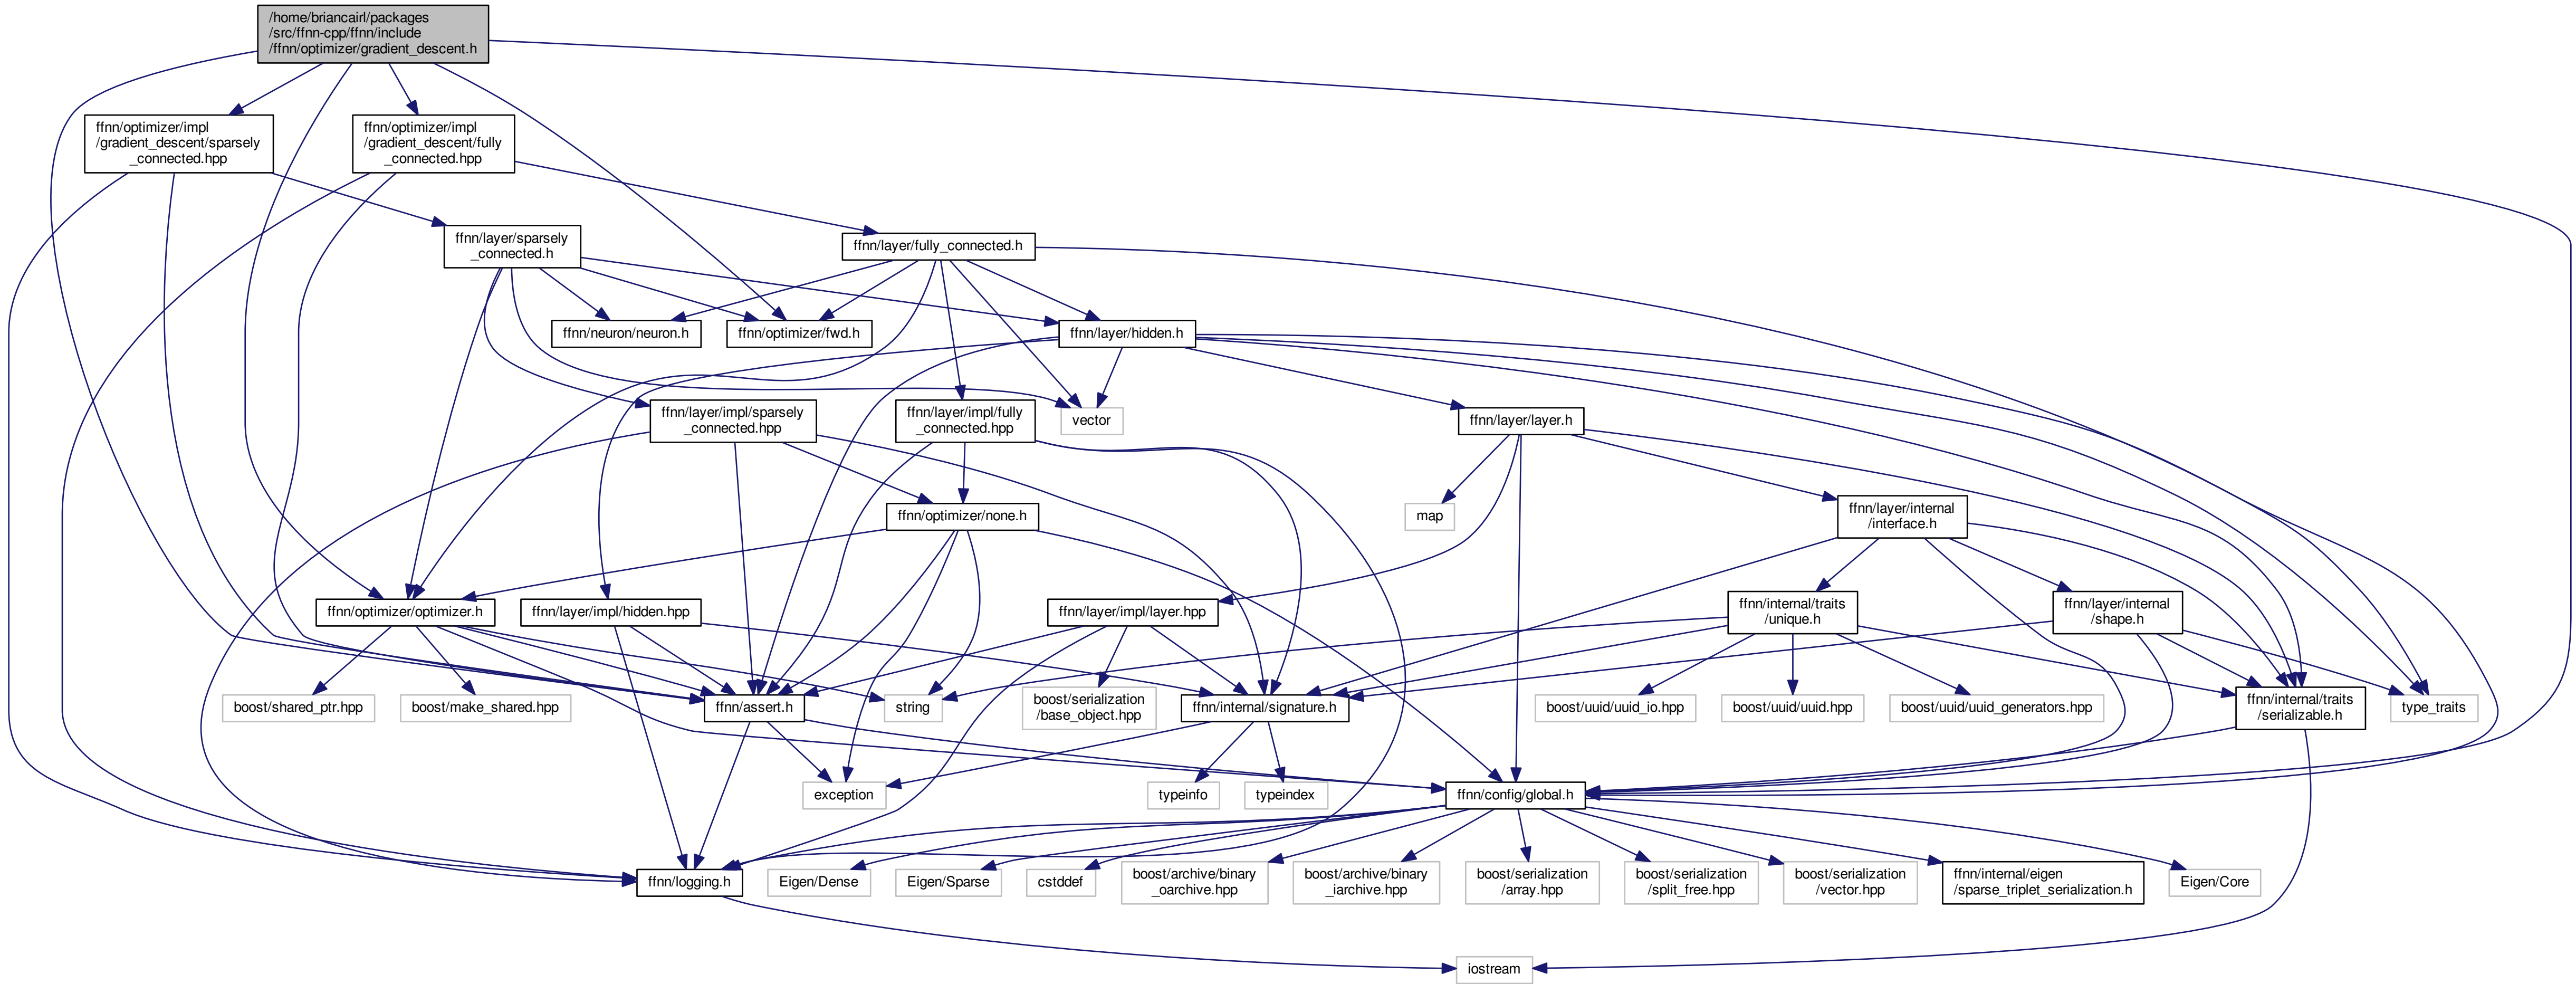 /home/briancairl/packages
/src/ffnn-cpp/ffnn/include
/ffnn/optimizer/gradient_descent.h
ffnn/optimizer/impl
/gradient_descent/sparsely
_connected.hpp
ffnn/optimizer/impl
/gradient_descent/fully
_connected.hpp
ffnn/layer/sparsely
_connected.h
ffnn/layer/fully_connected.h
ffnn/neuron/neuron.h
ffnn/optimizer/fwd.h
ffnn/layer/hidden.h
ffnn/layer/impl/sparsely
_connected.hpp
ffnn/layer/impl/fully
_connected.hpp
vector
ffnn/layer/layer.h
ffnn/optimizer/none.h
map
ffnn/layer/internal
/interface.h
ffnn/optimizer/optimizer.h
ffnn/layer/impl/hidden.hpp
ffnn/layer/impl/layer.hpp
ffnn/internal/traits
/unique.h
ffnn/layer/internal
/shape.h
boost/shared_ptr.hpp
boost/make_shared.hpp
ffnn/assert.h
string
boost/serialization
/base_object.hpp
ffnn/internal/signature.h
boost/uuid/uuid_io.hpp
boost/uuid/uuid.hpp
boost/uuid/uuid_generators.hpp
ffnn/internal/traits
/serializable.h
type_traits
exception
typeinfo
typeindex
ffnn/config/global.h
ffnn/logging.h
Eigen/Dense
Eigen/Sparse
cstddef
boost/archive/binary
_oarchive.hpp
boost/archive/binary
_iarchive.hpp
boost/serialization
/array.hpp
boost/serialization
/split_free.hpp
boost/serialization
/vector.hpp
ffnn/internal/eigen
/sparse_triplet_serialization.h
Eigen/Core
iostream